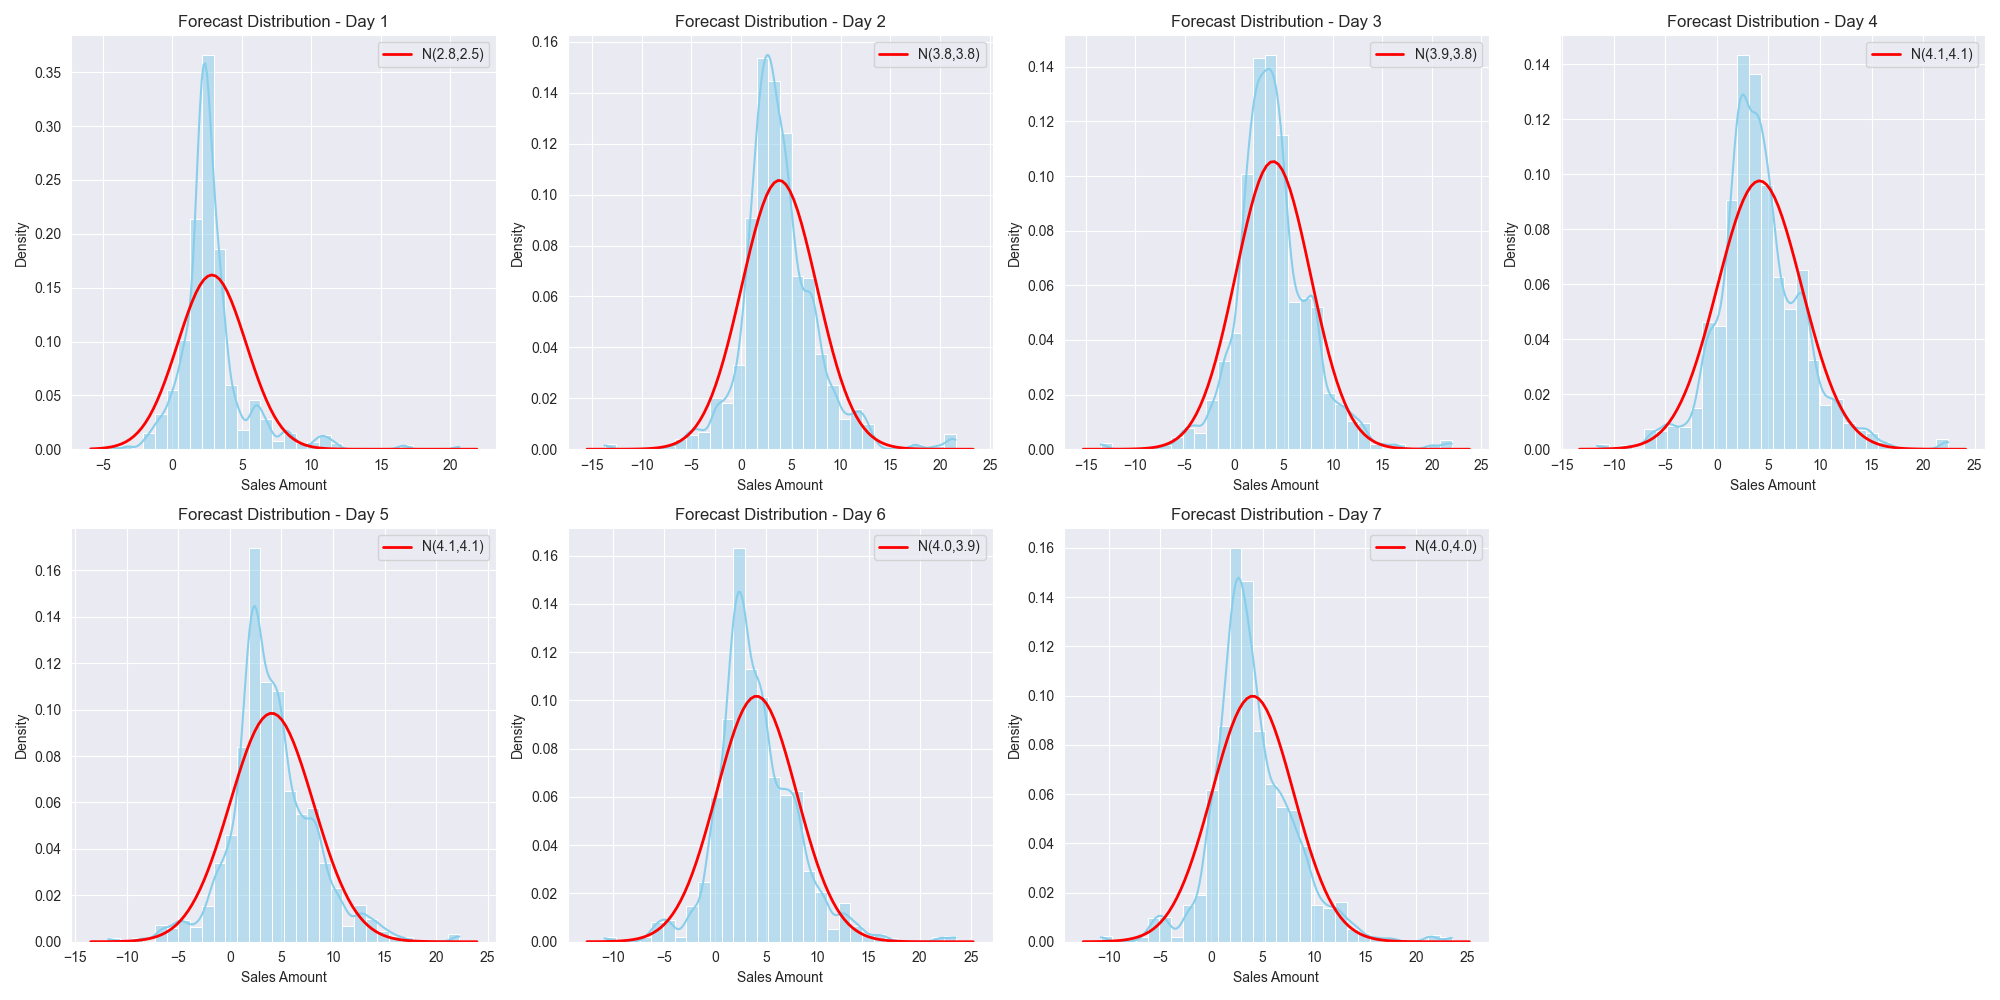 Forecast Distribution - Day 1
N(2.8,2.5)
Density
0.35
0.30
0.25
0.20
0.15
0.10
0.05
0.00
−5 0 5 10 15 20
Sales Amount
Forecast Distribution - Day 2
N(3.8,3.8)
Density
0.16
0.14
0.12
0.10
0.08
0.06
0.04
0.02
0.00
−15 −10 −5 0 5 10 15 20 25
Sales Amount
Forecast Distribution - Day 3
N(3.9,3.8)
Density
0.14
0.12
0.10
0.08
0.06
0.04
0.02
0.00
−15 −10 −5 0 5 10 15 20 25
Sales Amount
Forecast Distribution - Day 4
N(4.1,4.1)
Density
0.14
0.12
0.10
0.08
0.06
0.04
0.02
0.00
−15 −10 −5 0 5 10 15 20 25
Sales Amount
Forecast Distribution - Day 5
N(4.1,4.1)
Density
0.16
0.14
0.12
0.10
0.08
0.06
0.04
0.02
0.00
−15 −10 −5 0 5 10 15 20 25
Sales Amount
Forecast Distribution - Day 6
N(4.0,3.9)
Density
0.16
0.14
0.12
0.10
0.08
0.06
0.04
0.02
0.00
−10 −5 0 5 10 15 20 25
Sales Amount
Forecast Distribution - Day 7
N(4.0,4.0)
Density
0.16
0.14
0.12
0.10
0.08
0.06
0.04
0.02
0.00
−10 −5 0 5 10 15 20 25
Sales Amount